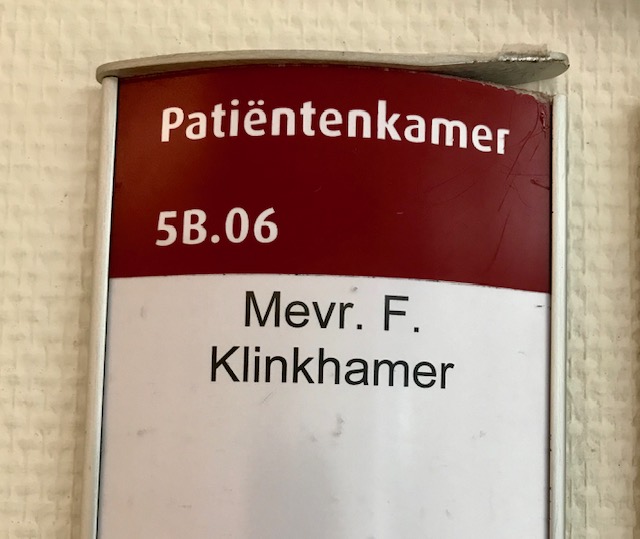 Patiëntenkamer
5B.06
Mevr. F.
Klinkhamer